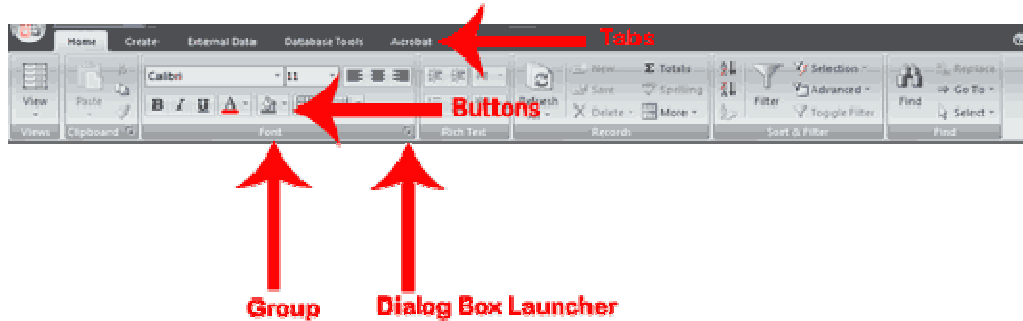 Home Create External Data Database Tools Acrobat Tabs
Calibri 11 New Σ Totals Selection Replace
Save Spelling Advanced Go To
View Paste B I U A Buttons Refresh Delete More Filter Toggle Filter Find Select
Views Clipboard Font Rich Text Records Sort & Filter Find
Group Dialog Box Launcher